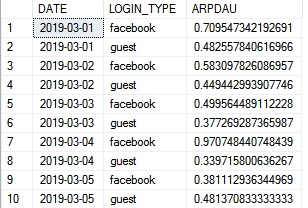 DATE LOGIN_TYPE ARPDAU
1 2019-03-01 facebook 0.709547342192691
2 2019-03-01 guest 0.482557840616966
3 2019-03-02 facebook 0.583097826086957
4 2019-03-02 guest 0.449442993907746
5 2019-03-03 facebook 0.499564489112228
6 2019-03-03 guest 0.377269287365987
7 2019-03-04 facebook 0.970748440748439
8 2019-03-04 guest 0.339715800636267
9 2019-03-05 facebook 0.381112936344969
10 2019-03-05 guest 0.481370833333333